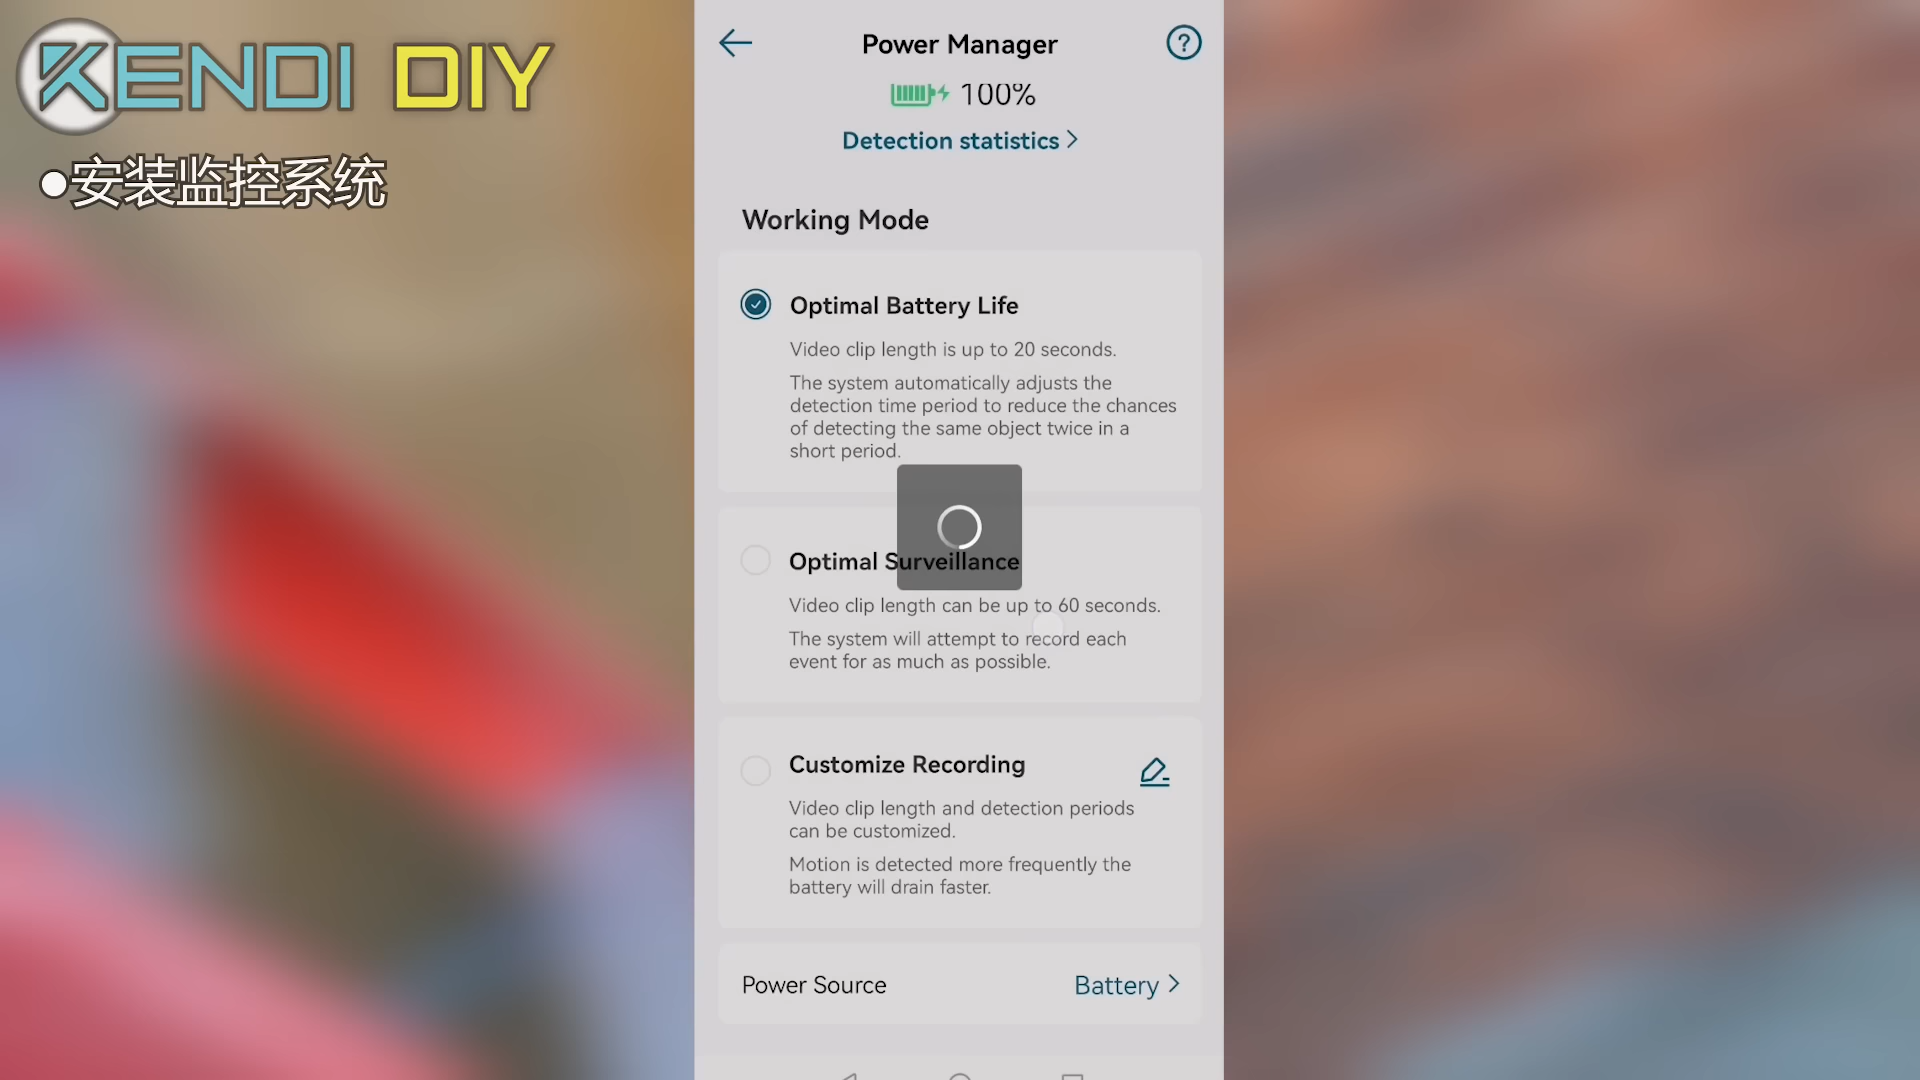 KENDI DIY
•安装监控系统
Power Manager
100%
Detection statistics
Working Mode
Optimal Battery Life
Video clip length is up to 20 seconds.
The system automatically adjusts the
detection time period to reduce the chances
of detecting the same object twice in a
short period.
Optimal Surveillance
Video clip length can be up to 60 seconds.
The system will attempt to record each
event for as much as possible.
Customize Recording
Video clip length and detection periods
can be customized.
Motion is detected more frequently the
battery will drain faster.
Power Source Battery